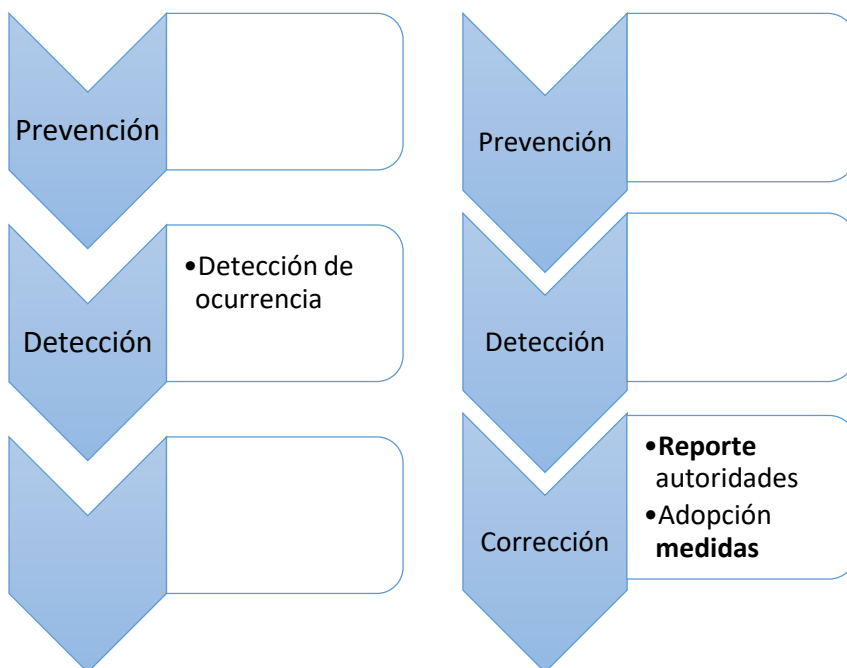 Prevención
Detección
•Detección de
ocurrencia
Prevención
Detección
Corrección
•Reporte
autoridades
•Adopción
medidas